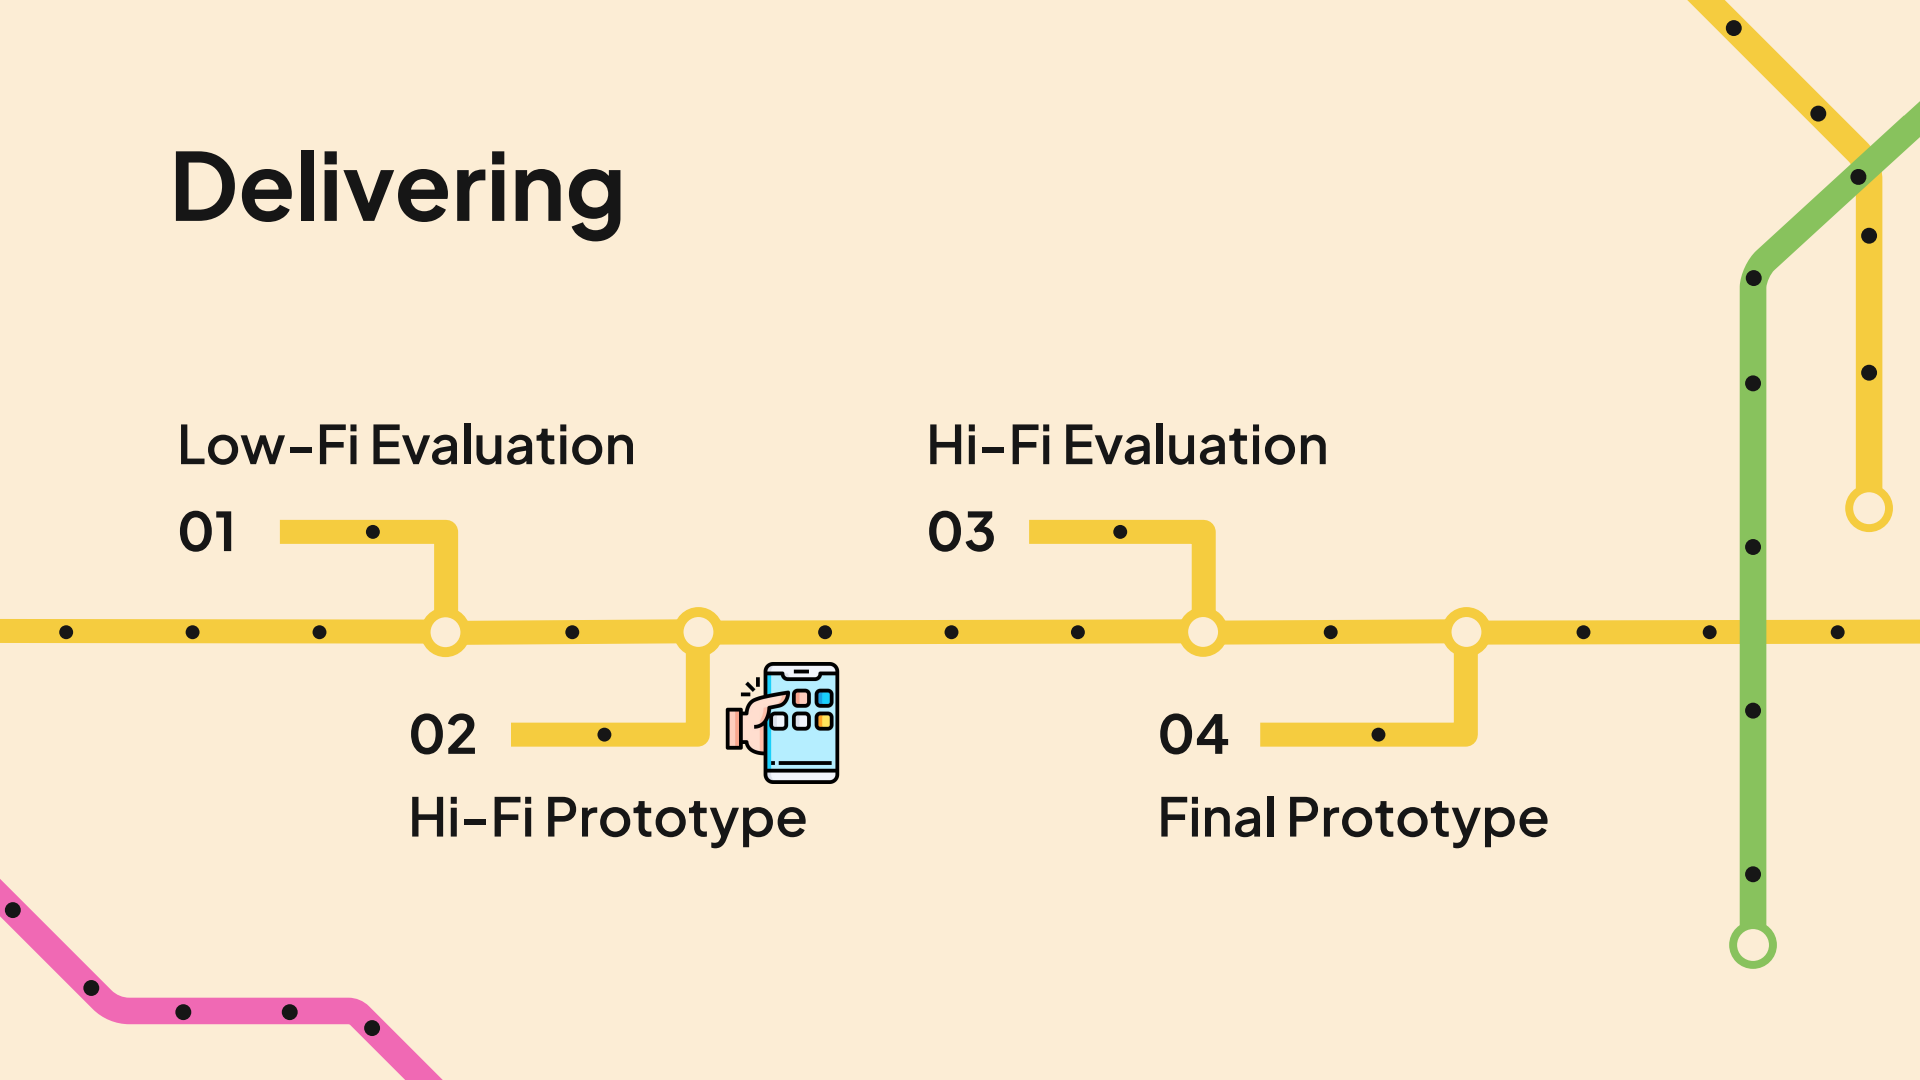 Delivering
Low-Fi Evaluation
01
02
Hi-Fi Prototype
Hi-Fi Evaluation
03
04
Final Prototype